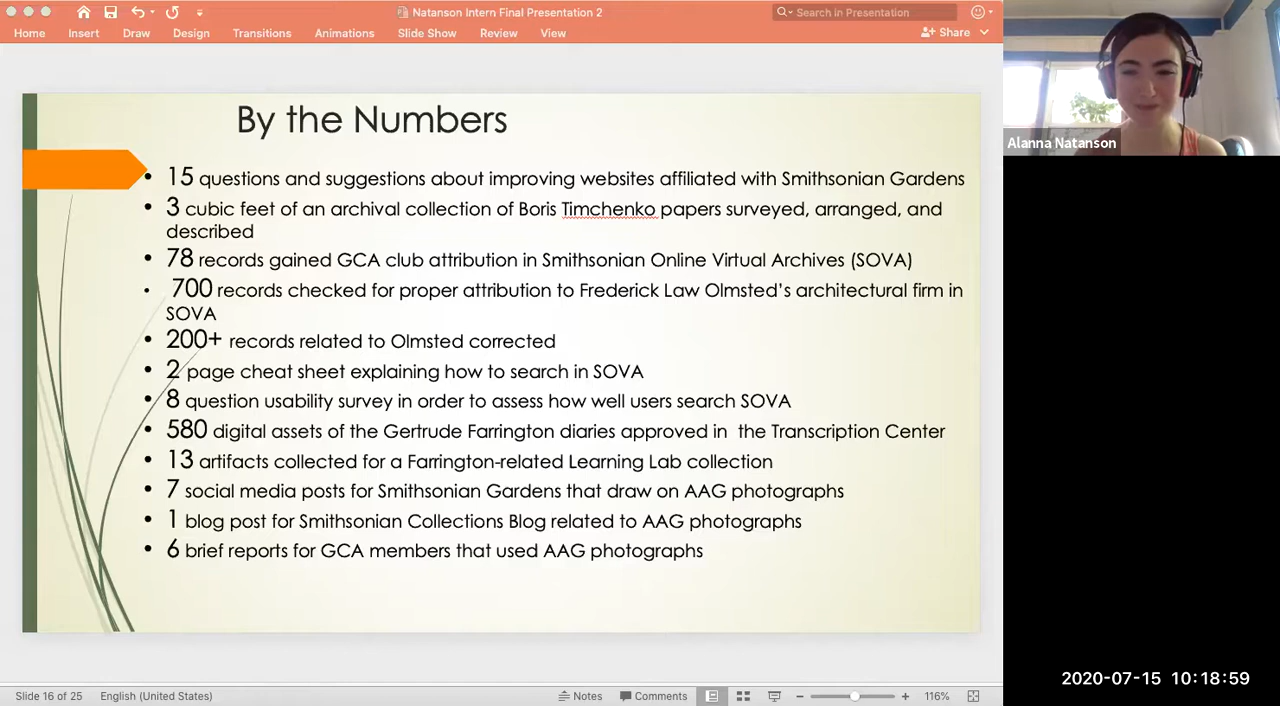 Natanson Intern Final Presentation 2
Search in Presentation
Home Insert Draw Design Transitions Animations Slide Show Review View
Share
By the Numbers
• 15 questions and suggestions about improving websites affiliated with Smithsonian Gardens
• 3 cubic feet of an archival collection of Boris Timchenko papers surveyed, arranged, and
described
• 78 records gained GCA club attribution in Smithsonian Online Virtual Archives (SOVA)
• 700 records checked for proper attribution to Frederick Law Olmsted's architectural firm in
SOVA
• 200+ records related to Olmsted corrected
• 2 page cheat sheet explaining how to search in SOVA
• 8 question usability survey in order to assess how well users search SOVA
• 580 digital assets of the Gertrude Farrington diaries approved in  the Transcription Center
• 13 artifacts collected for a Farrington-related Learning Lab collection
• 7 social media posts for Smithsonian Gardens that draw on AAG photographs
• 1 blog post for Smithsonian Collections Blog related to AAG photographs
• 6 brief reports for GCA members that used AAG photographs
Slide 16 of 25 English (United States) Notes Comments 116%
Alanna Natanson
2020-07-15 10:18:59